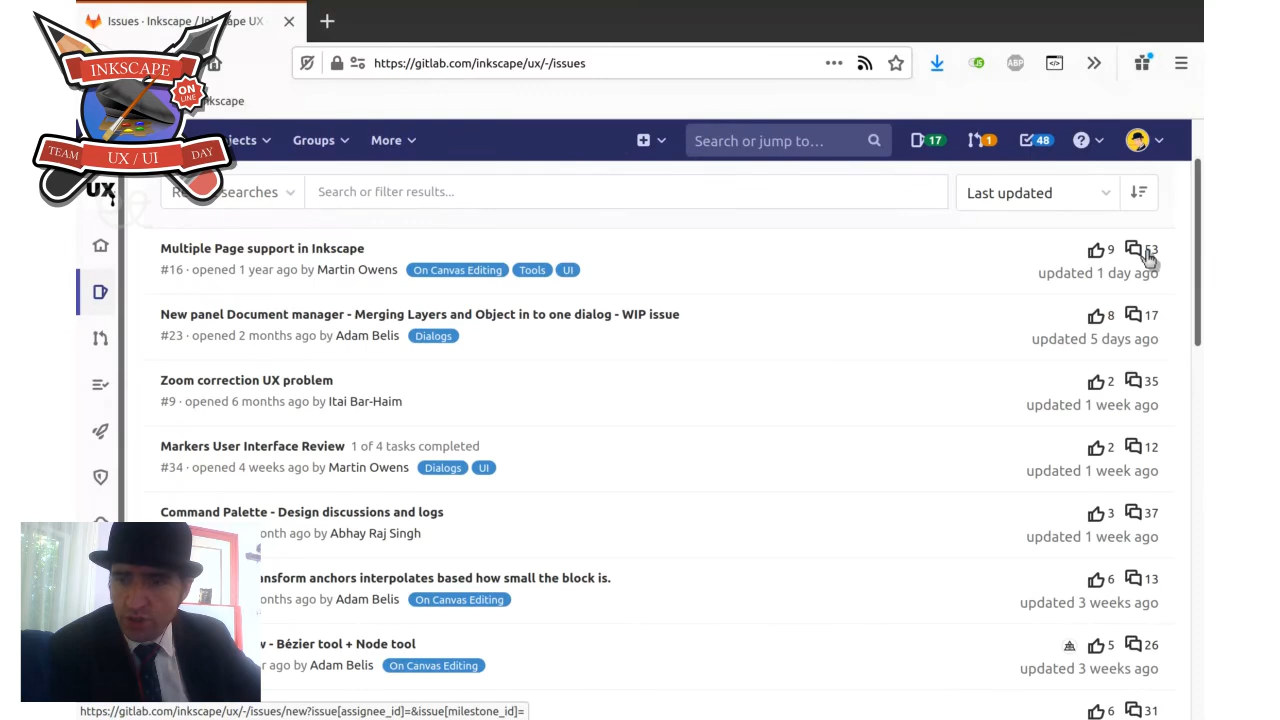 Issues · Inkscape / Inkscape UX
INKSCAPE
ON
LINE
TEAM UX / UI DAY
https://gitlab.com/inkscape/ux/-/issues
ABP
kscape
jects Groups More
Search or jump to… 17 1 48
UX
searches Search or filter results... Last updated
Multiple Page support in Inkscape 9 53
#16 · opened 1 year ago by Martin Owens On Canvas Editing Tools UI updated 1 day ago
New panel Document manager - Merging Layers and Object in to one dialog - WIP issue 8 17
#23 · opened 2 months ago by Adam Belis Dialogs updated 5 days ago
Zoom correction UX problem 2 35
#9 · opened 6 months ago by Itai Bar-Haim updated 1 week ago
Markers User Interface Review 1 of 4 tasks completed 2 12
#34 · opened 4 weeks ago by Martin Owens Dialogs UI updated 1 week ago
Command Palette - Design discussions and logs 3 37
onth ago by Abhay Raj Singh updated 1 week ago
ansform anchors interpolates based how small the block is. 6 13
onths ago by Adam Belis On Canvas Editing updated 3 weeks ago
w - Bézier tool + Node tool 5 26
r ago by Adam Belis On Canvas Editing updated 3 weeks ago
6 31
https://gitlab.com/inkscape/ux/-/issues/new?issue[assignee_id]=&issue[milestone_id]=